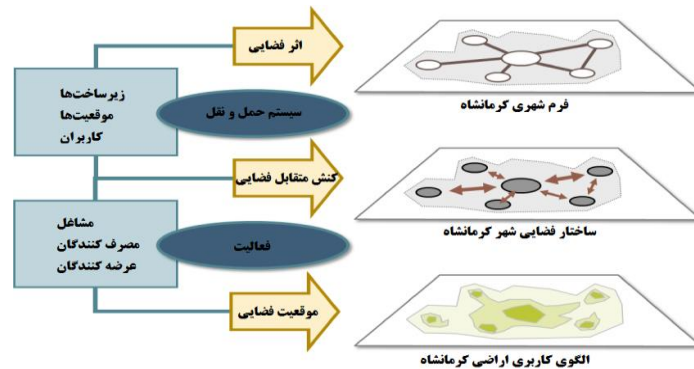 اثر فضایی
فرم شهری کرمانشاه
زیرساخت‌ها
موقعیت‌ها
کاربران
سیستم حمل و نقل
کنش متقابل فضایی
ساختار فضایی شهر کرمانشاه
مشاغل
مصرف کنندگان
عرضه کنندگان
فعالیت
موقعیت فضایی
الگوی کاربری اراضی کرمانشاه